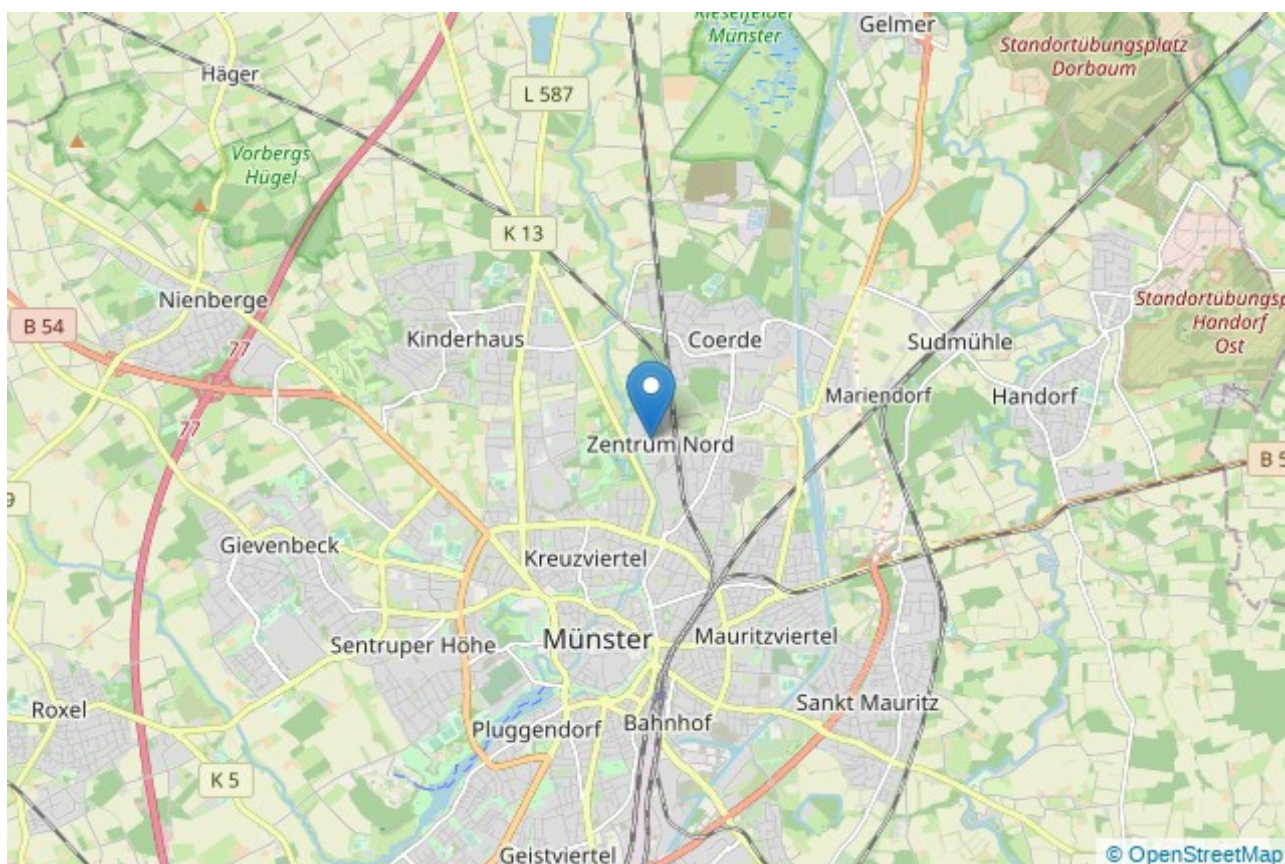 Rieselfelder
Münster
Gelmer
Standortübungsplatz
Dorbaum
Häger
L 587
Vorbergs
Hügel
K 13
Nienberge
B 54
77
Kinderhaus
Coerde
Sudmühle
Standortübungsp
Handorf
Ost
77
Mariendorf
Handorf
Zentrum Nord
B 5
9
Gievenbeck
Kreuzviertel
Sentruper Höhe
Münster
Mauritzviertel
Roxel
Sankt Mauritz
Pluggendorf
Bahnhof
K 5
Geistviertel
© OpenStreetMap